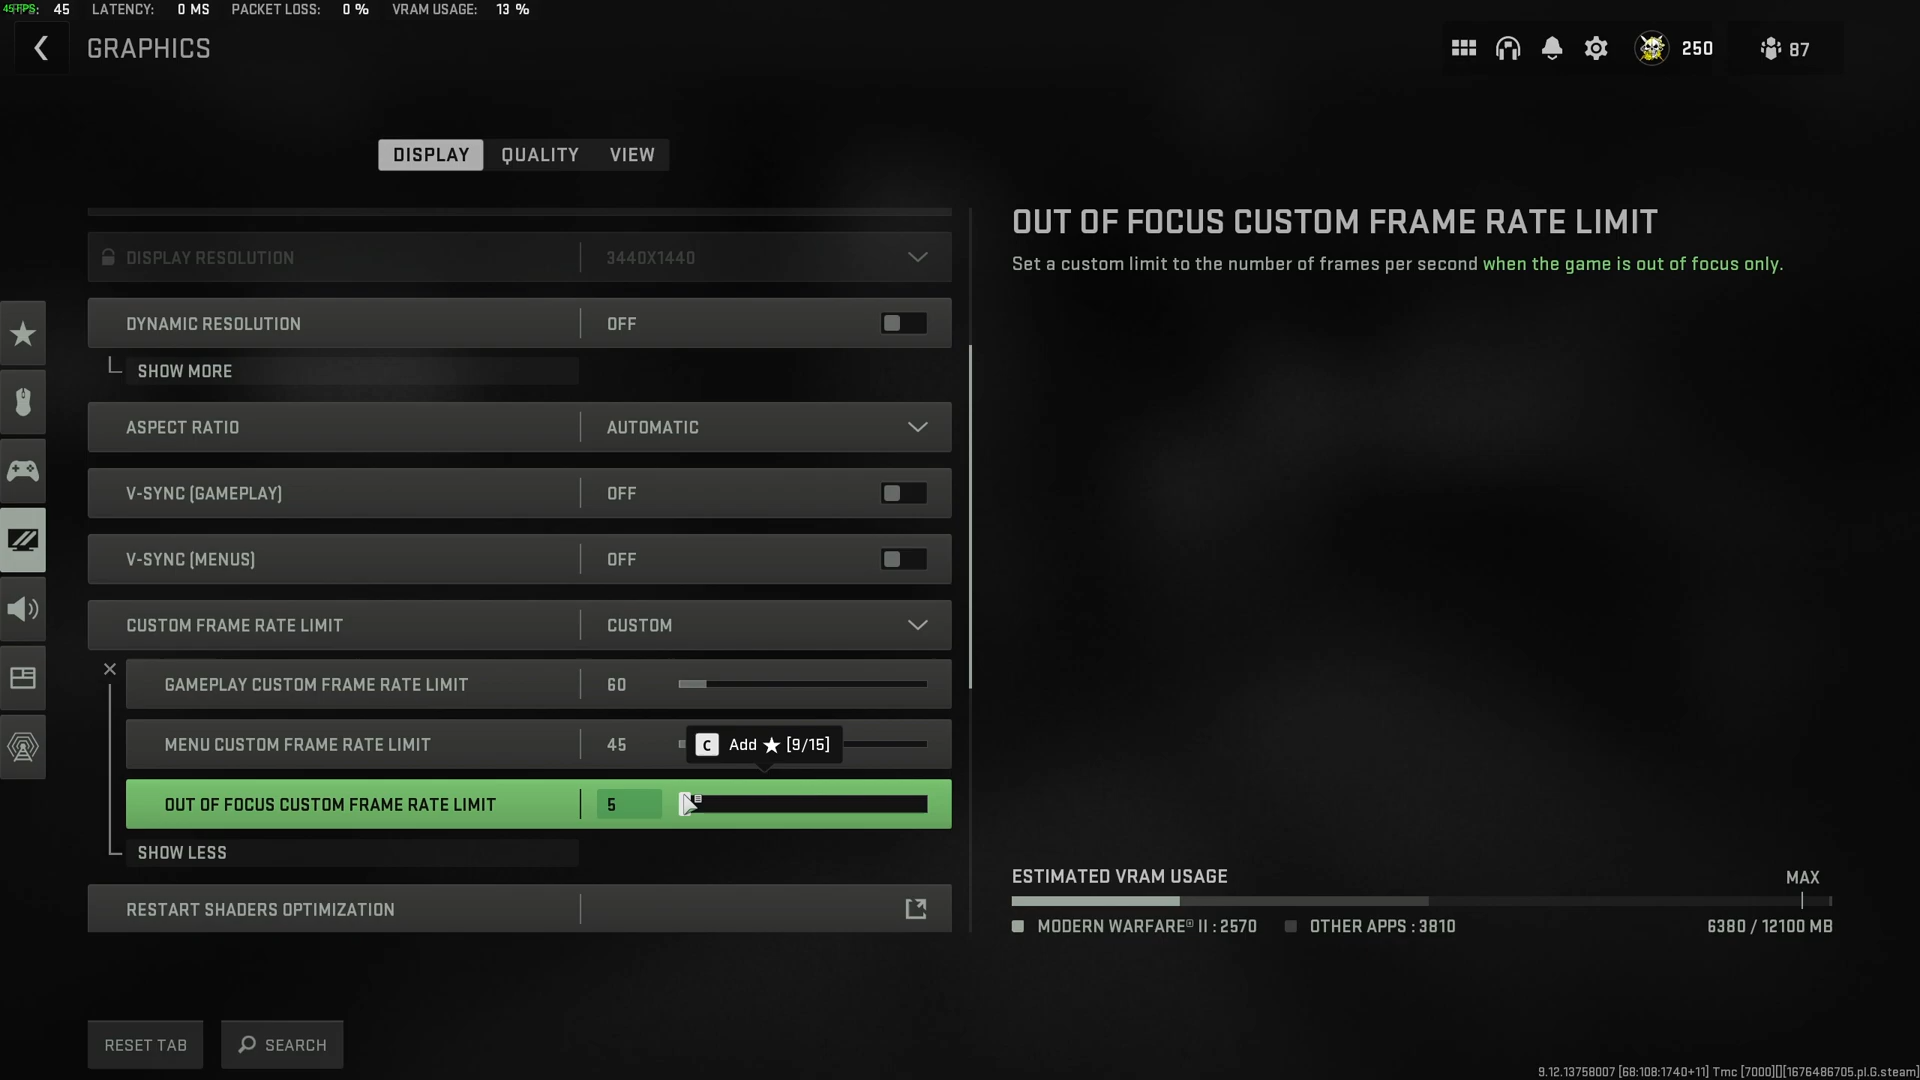 45 LATENCY: 0 MS PACKET LOSS: 0 % VRAM USAGE: 13 %
GRAPHICS
250
87
DISPLAY QUALITY VIEW
DISPLAY RESOLUTION 3440X1440
DYNAMIC RESOLUTION OFF
SHOW MORE
ASPECT RATIO AUTOMATIC
V-SYNC (GAMEPLAY) OFF
V-SYNC (MENUS) OFF
CUSTOM FRAME RATE LIMIT CUSTOM
GAMEPLAY CUSTOM FRAME RATE LIMIT 60
MENU CUSTOM FRAME RATE LIMIT 45
C Add ★ [9/15]
OUT OF FOCUS CUSTOM FRAME RATE LIMIT 5
SHOW LESS
RESTART SHADERS OPTIMIZATION
OUT OF FOCUS CUSTOM FRAME RATE LIMIT
Set a custom limit to the number of frames per second when the game is out of focus only.
ESTIMATED VRAM USAGE
MAX
MODERN WARFARE® II : 2570 OTHER APPS : 3810 6380 / 12100 MB
RESET TAB SEARCH
9.12.13758007 [68:108:1740+11] Tmc [7000][][1676486705.pl.G.steam]